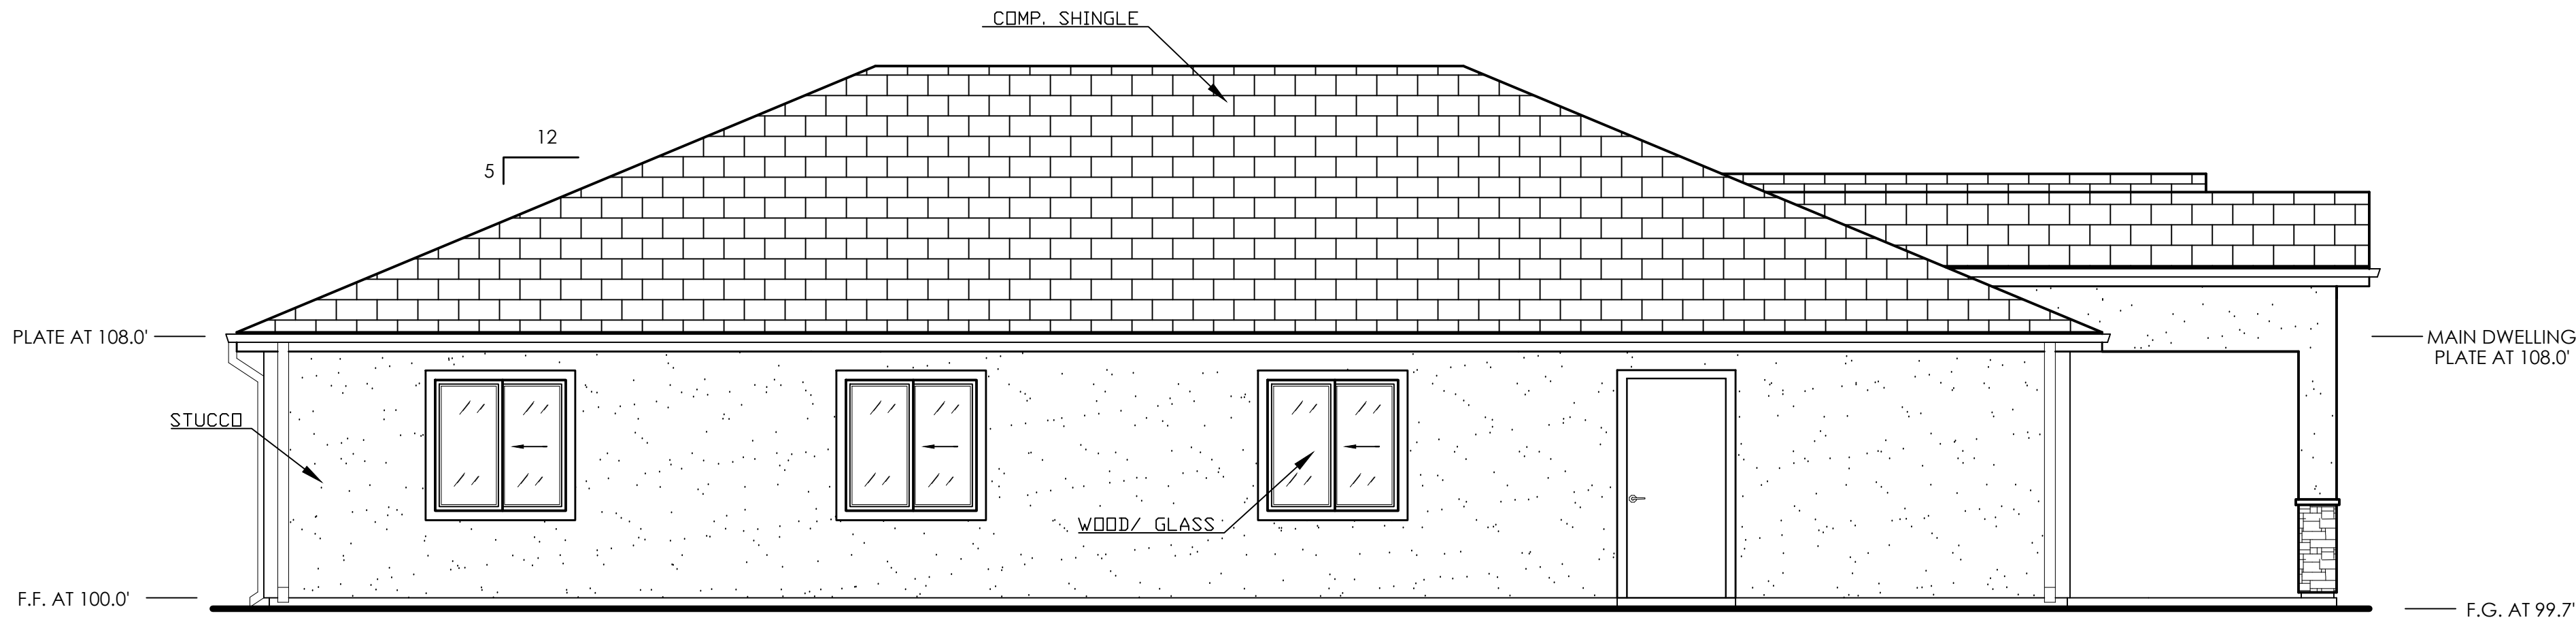 COMP. SHINGLE
12
5
PLATE AT 108.0'
MAIN DWELLING
PLATE AT 108.0'
STUCCO
WOOD/ GLASS
F.F. AT 100.0'
F.G. AT 99.7'